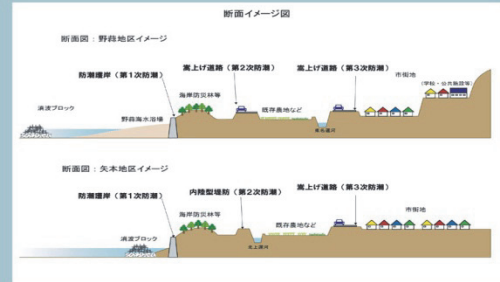 断面イメージ図
断面図：野蒜地区イメージ
防潮護岸（第1次防潮）
嵩上げ道路（第2次防潮）
嵩上げ道路（第3次防潮）
市街地
（学校・公共施設等）
消波ブロック
野蒜海水浴場
海岸防災林等
既存農地など
東名運河
断面図：矢本地区イメージ
防潮護岸（第1次防潮）
内陸型堤防（第2次防潮）
嵩上げ道路（第3次防潮）
市街地
消波ブロック
海岸防災林等
既存農地など
北上運河